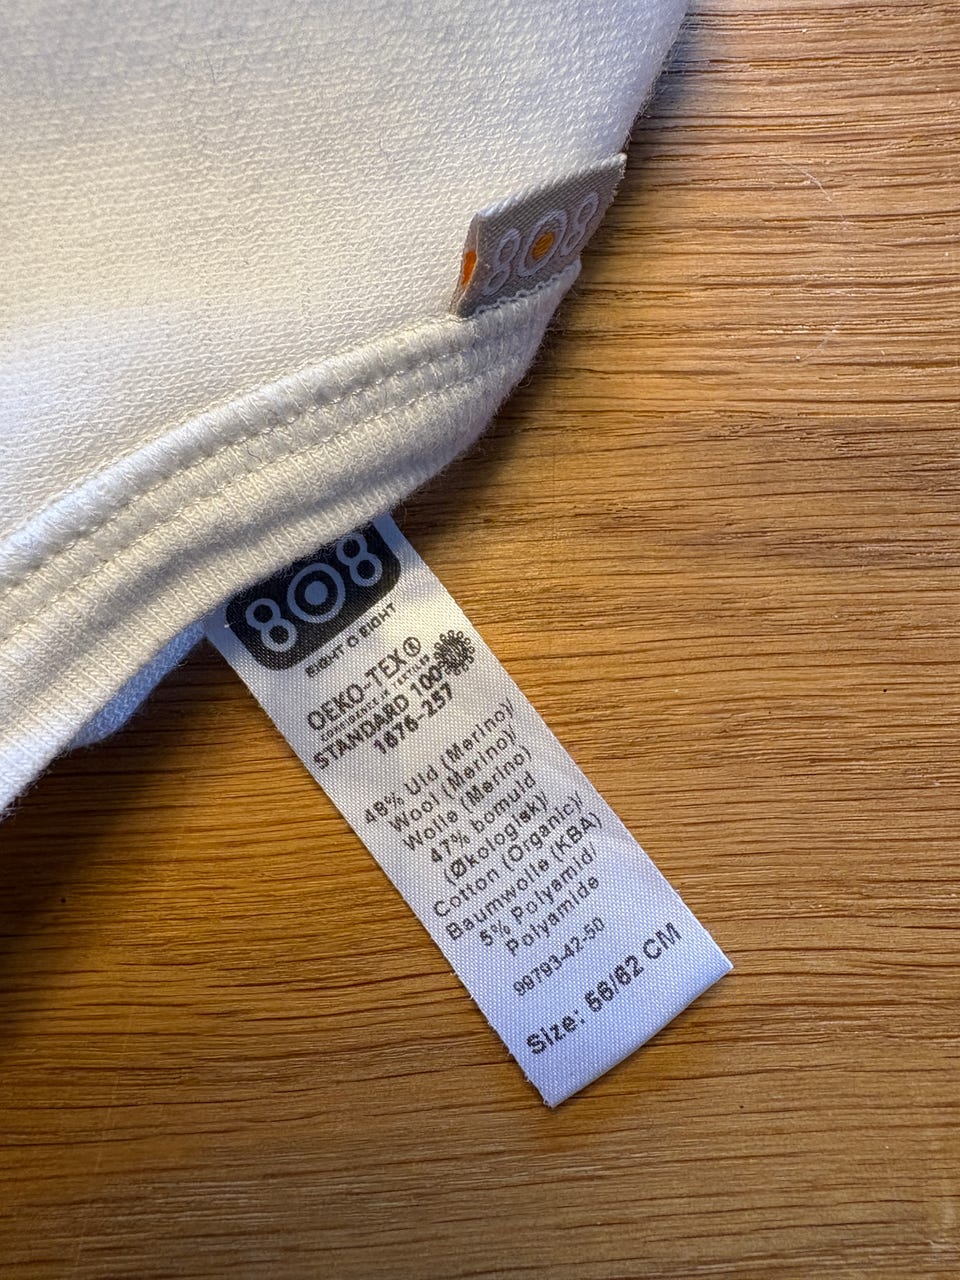 808
808
EIGHT O EIGHT
OEKO-TEX®
STANDARD 100
1676-257
48% Uld (Merino)/
Wool (Merino)/
Wolle (Merino)
47% bomuld
(Økologisk)/
Cotton (Organic)/
Baumwolle (KBA)
5% Polyamid/
Polyamide
99793-42-50
Size: 56/62 CM